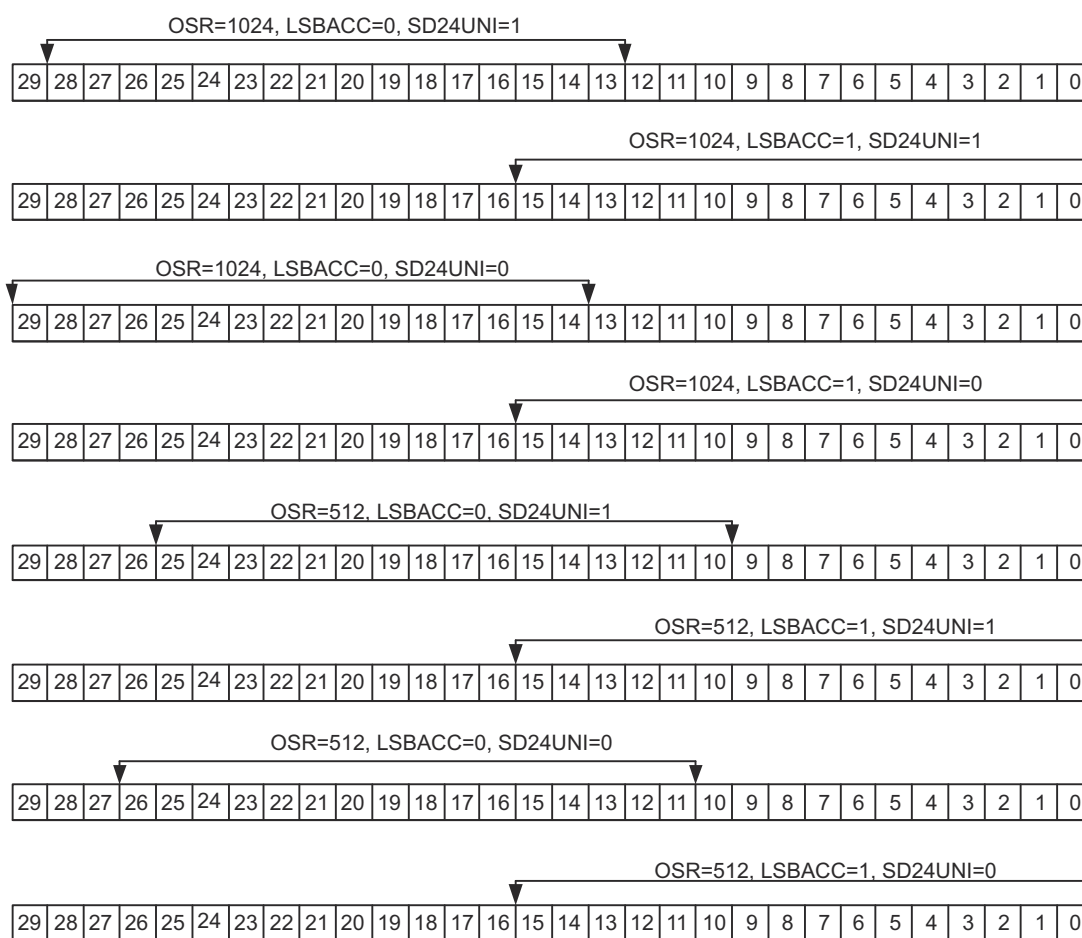 OSR=1024, LSBACC=0, SD24UNI=1
29 28 27 26 25 24 23 22 21 20 19 18 17 16 15 14 13 12 11 10 9 8 7 6 5 4 3 2 1 0
OSR=1024, LSBACC=1, SD24UNI=1
29 28 27 26 25 24 23 22 21 20 19 18 17 16 15 14 13 12 11 10 9 8 7 6 5 4 3 2 1 0
OSR=1024, LSBACC=0, SD24UNI=0
29 28 27 26 25 24 23 22 21 20 19 18 17 16 15 14 13 12 11 10 9 8 7 6 5 4 3 2 1 0
OSR=1024, LSBACC=1, SD24UNI=0
29 28 27 26 25 24 23 22 21 20 19 18 17 16 15 14 13 12 11 10 9 8 7 6 5 4 3 2 1 0
OSR=512, LSBACC=0, SD24UNI=1
29 28 27 26 25 24 23 22 21 20 19 18 17 16 15 14 13 12 11 10 9 8 7 6 5 4 3 2 1 0
OSR=512, LSBACC=1, SD24UNI=1
29 28 27 26 25 24 23 22 21 20 19 18 17 16 15 14 13 12 11 10 9 8 7 6 5 4 3 2 1 0
OSR=512, LSBACC=0, SD24UNI=0
29 28 27 26 25 24 23 22 21 20 19 18 17 16 15 14 13 12 11 10 9 8 7 6 5 4 3 2 1 0
OSR=512, LSBACC=1, SD24UNI=0
29 28 27 26 25 24 23 22 21 20 19 18 17 16 15 14 13 12 11 10 9 8 7 6 5 4 3 2 1 0